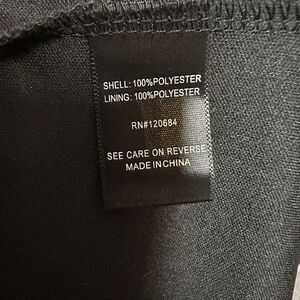 SHELL: 100%POLYESTER
LINING: 100%POLYESTER
RN#120684
SEE CARE ON REVERSE
MADE IN CHINA